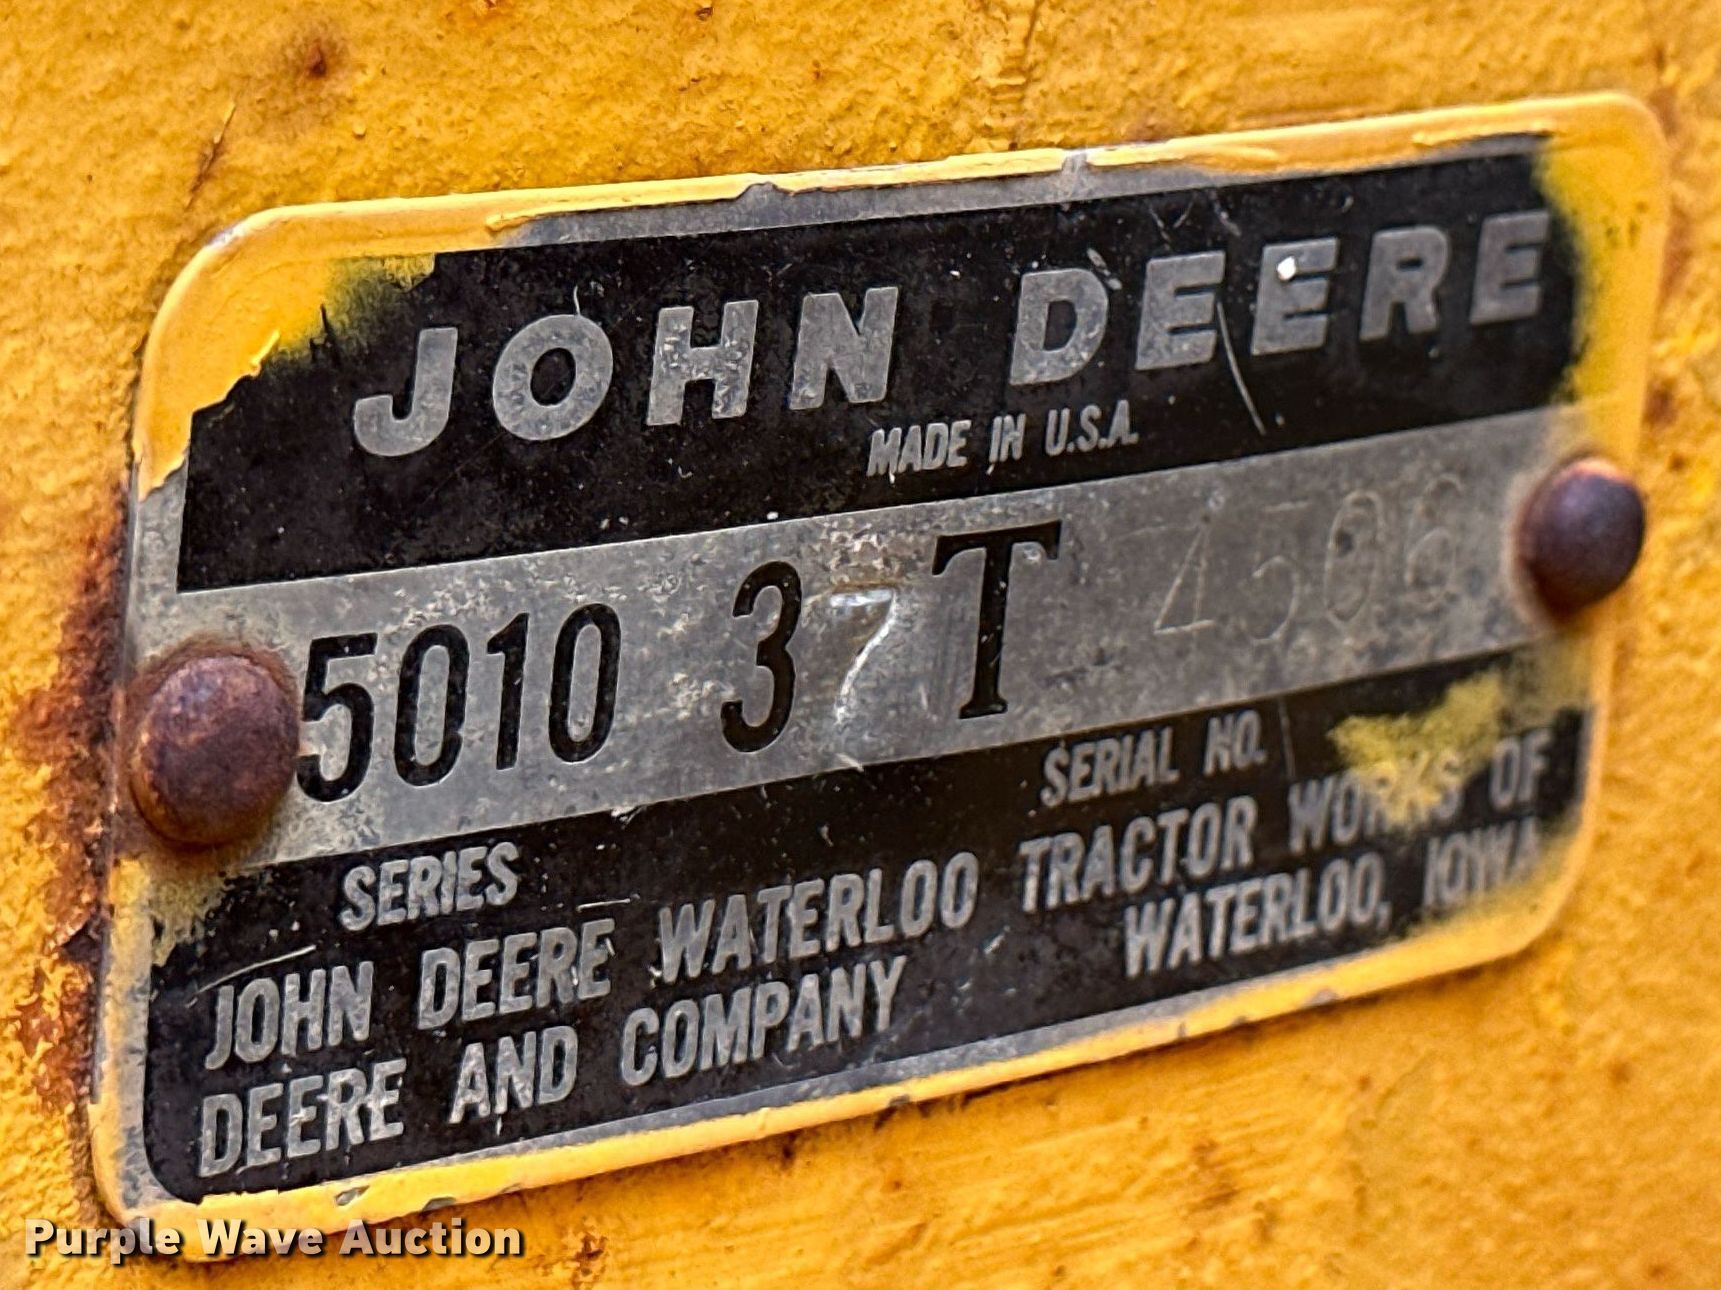 JOHN DEERE
MADE IN U.S.A.
5010 37 T 4506
SERIES SERIAL NO.
JOHN DEERE WATERLOO TRACTOR WORKS OF
DEERE AND COMPANY WATERLOO, IOWA
Purple Wave Auction